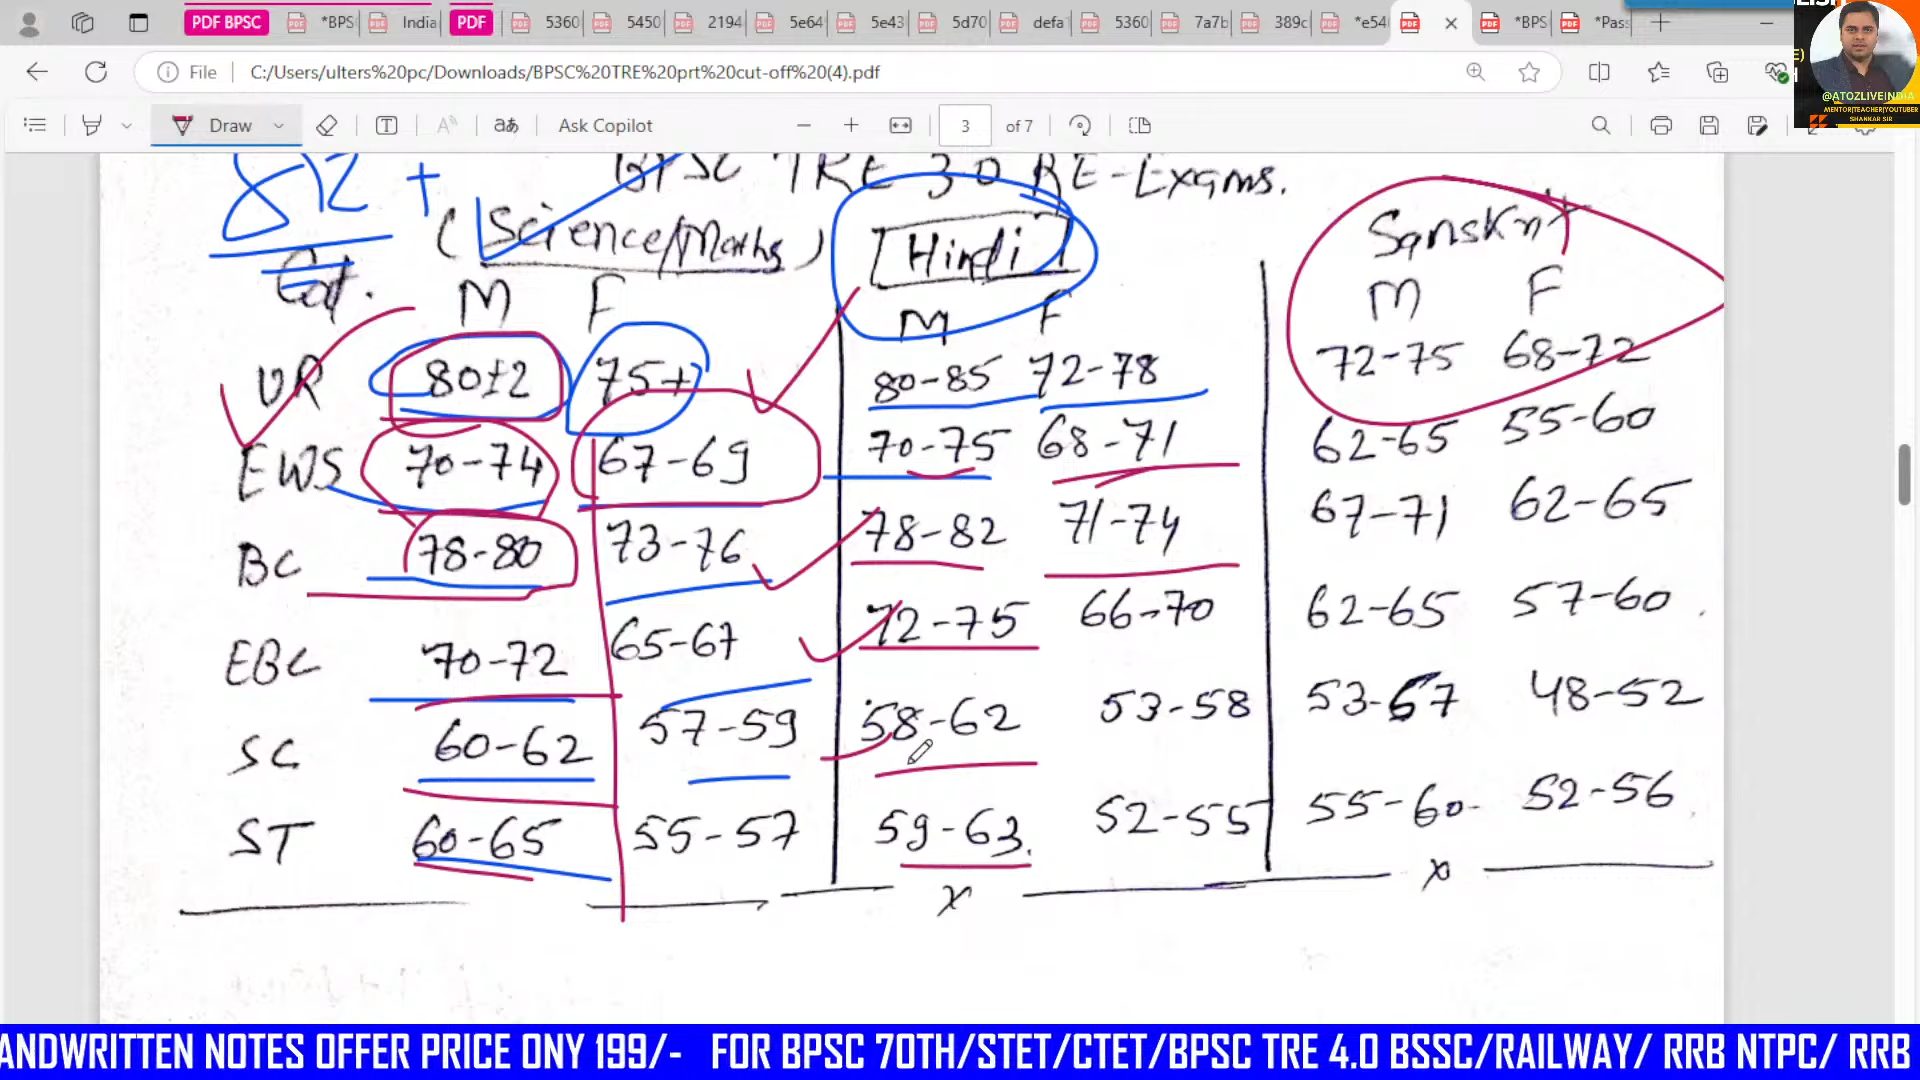 PDF BPSC *BPS India PDF 5360 5450 2194 5e64 5e43 5d70 defa 5360 7a7b 389c *e54 *BPS *Pas
File C:/Users/ulters%20pc/Downloads/BPSC%20TRE%20prt%20cut-off%20(4).pdf
Draw Ask Copilot 3 of 7
@ATOZLIVEINDIA
MENTOR|TEACHER|YOUTUBER
SHANKAR SIR
82+ BPSC TRE 3.0 RE-Exams.
(Science/Maths) Hindi Sanskrit
Cat. M F M F M F
UR 80±2 75+ 80-85 72-78 72-75 68-72
EWS 70-74 67-69 70-75 68-71 62-65 55-60
BC 78-80 73-76 78-82 71-74 67-71 62-65
EBC 70-72 65-67 72-75 66-70 62-65 57-60.
SC 60-62 57-59 58-62 53-58 53-57 48-52
ST 60-65 55-57 59-63. 52-55 55-60- 52-56.
x x
ANDWRITTEN NOTES OFFER PRICE ONY 199/- FOR BPSC 70TH/STET/CTET/BPSC TRE 4.0 BSSC/RAILWAY/ RRB NTPC/ RRB